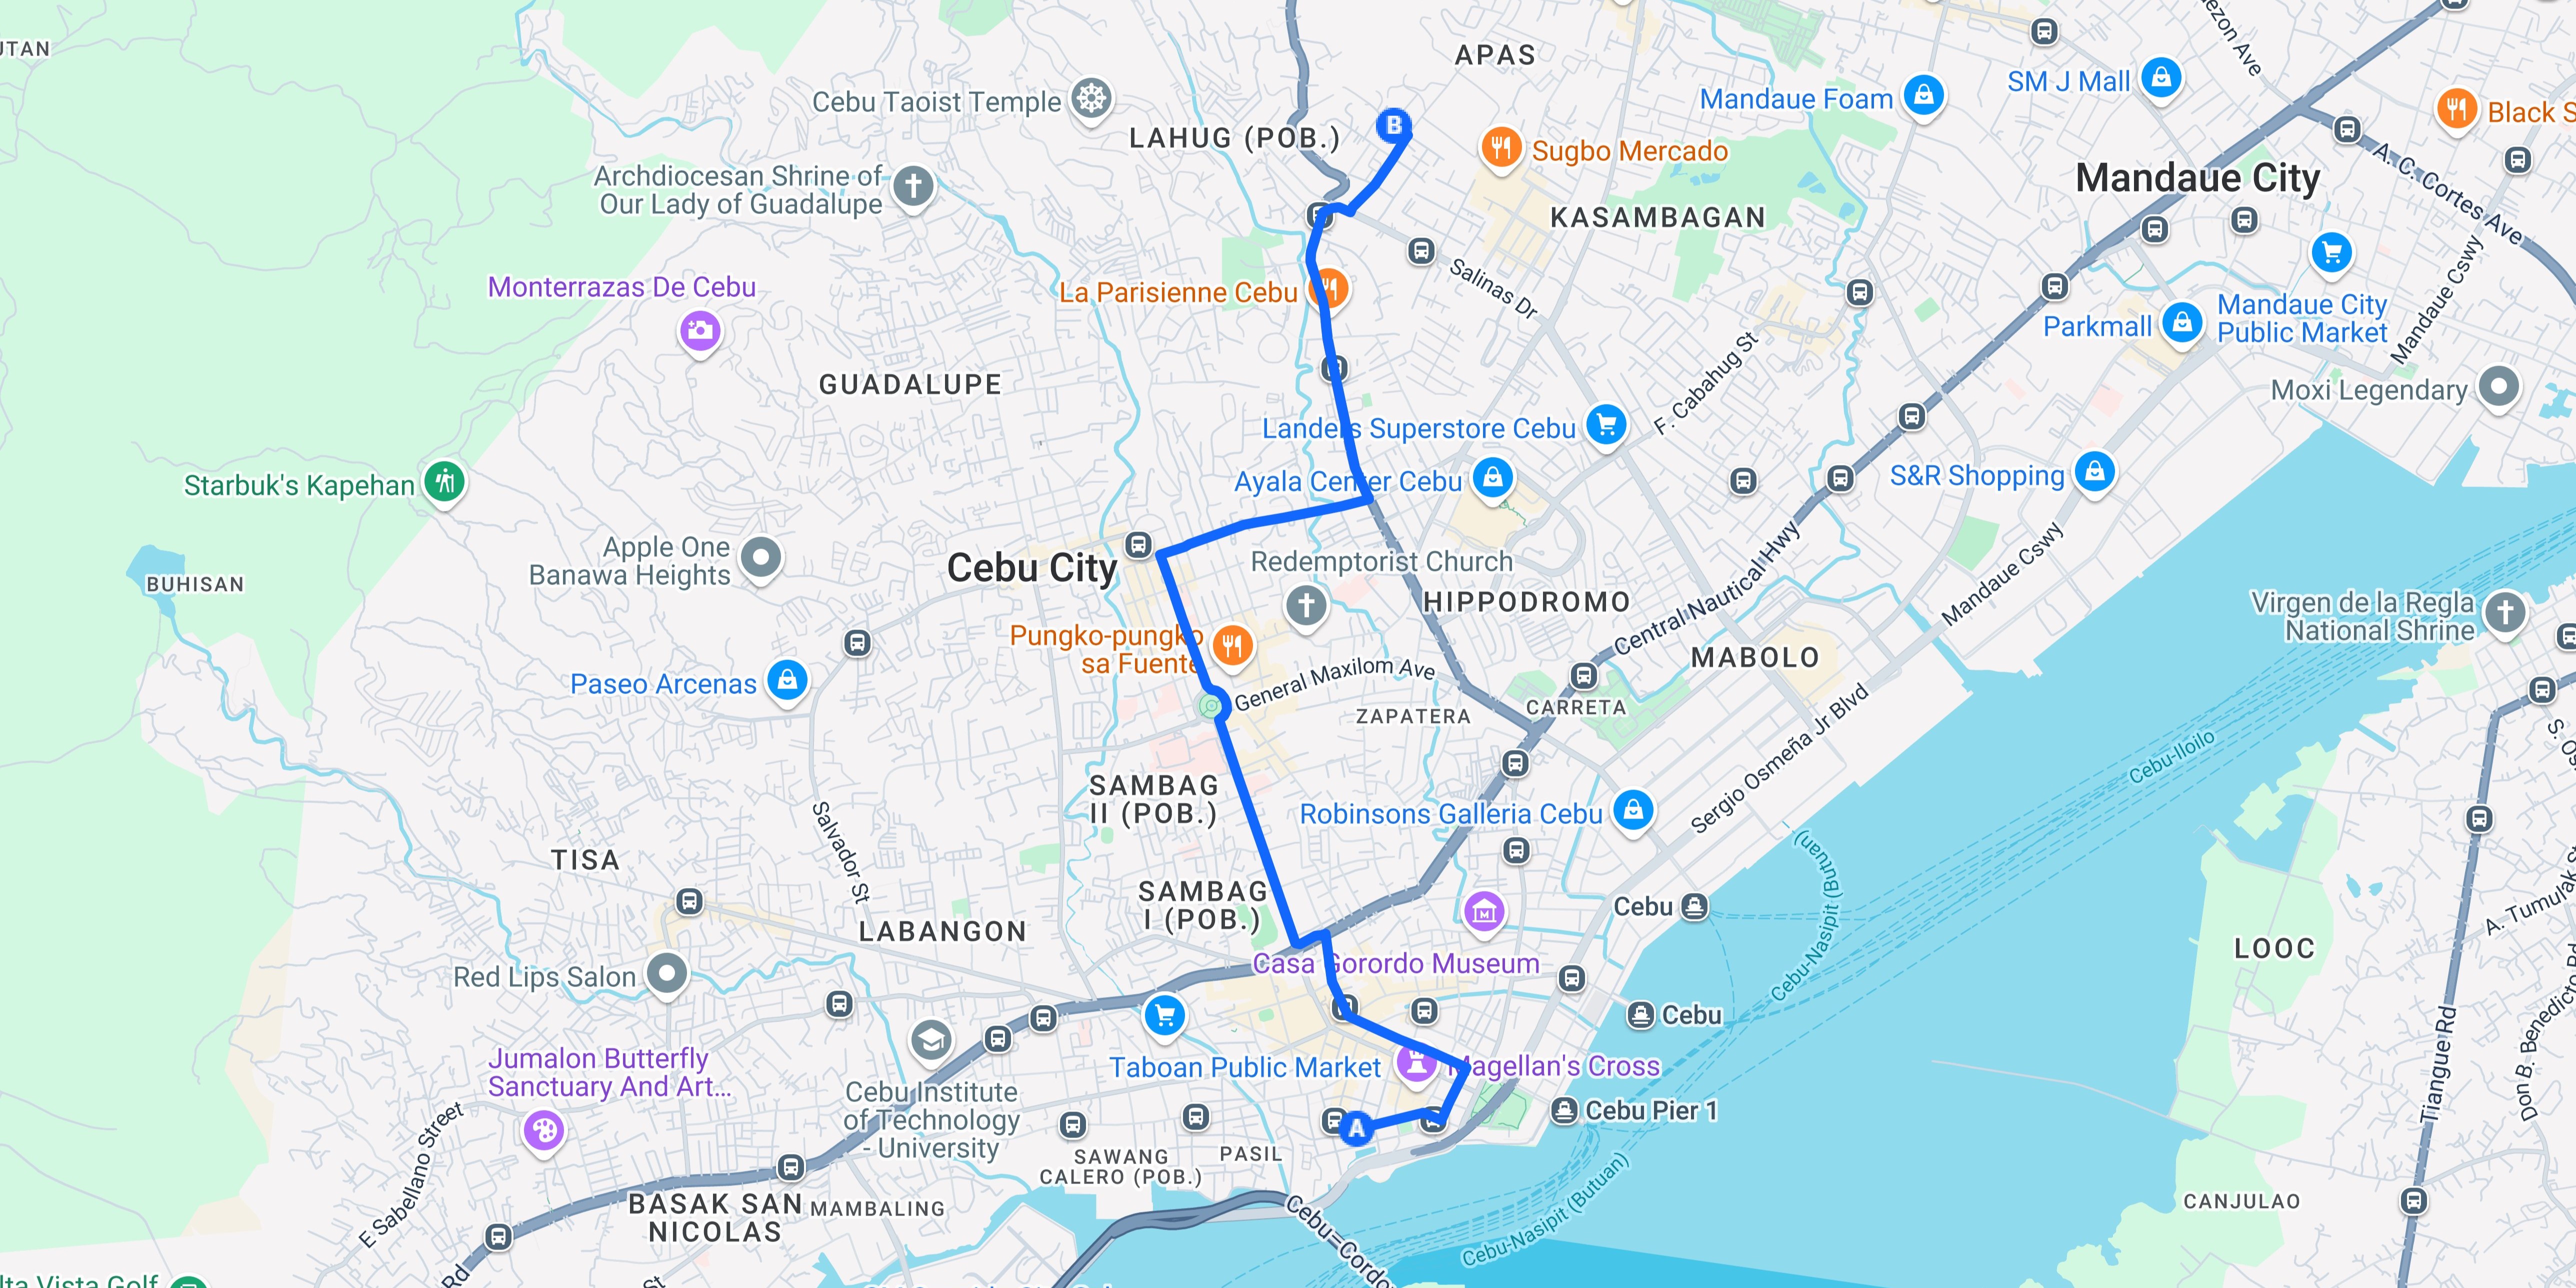 UTAN
APAS
Cebu Taoist Temple
LAHUG (POB.)
B
Sugbo Mercado
Mandaue Foam
SM J Mall
Black S
A. C. Cortes Ave
Mandaue City
Archdiocesan Shrine of
Our Lady of Guadalupe
KASAMBAGAN
Monterrazas De Cebu
La Parisienne Cebu
Salinas Dr
Mandaue Cswy
Mandaue City
Public Market
Parkmall
F. Cabahug St
GUADALUPE
Moxi Legendary
Landers Superstore Cebu
Ayala Center Cebu
S&R Shopping
Starbuk's Kapehan
Apple One
Banawa Heights
Cebu City
Redemptorist Church
BUHISAN
HIPPODROMO
Central Nautical Hwy
Mandaue Cswy
Virgen de la Regla
National Shrine
Pungko-pungko
sa Fuente
MABOLO
Paseo Arcenas
General Maxilom Ave
ZAPATERA
CARRETA
Sergio Osmeña Jr Blvd
Cebu-Iloilo
SAMBAG
II (POB.)
Robinsons Galleria Cebu
Salvador St
TISA
Cebu-Nasipit (Butuan)
SAMBAG
I (POB.)
Cebu
A. Tumulak
LABANGON
LOOC
Casa Gorordo Museum
Red Lips Salon
Cebu
Jumalon Butterfly
Sanctuary And Art...
Taboan Public Market
Magellan's Cross
Cebu Institute
of Technology
- University
A
Cebu Pier 1
Tiangue Rd
Don B. Benedicto Rd
E Sabellano Street
SAWANG
CALERO (POB.)
PASIL
Cebu-Nasipit (Butuan)
BASAK SAN
NICOLAS
MAMBALING
CANJULAO
Cebu-Cordo
lta Vista Golf
Rd
St